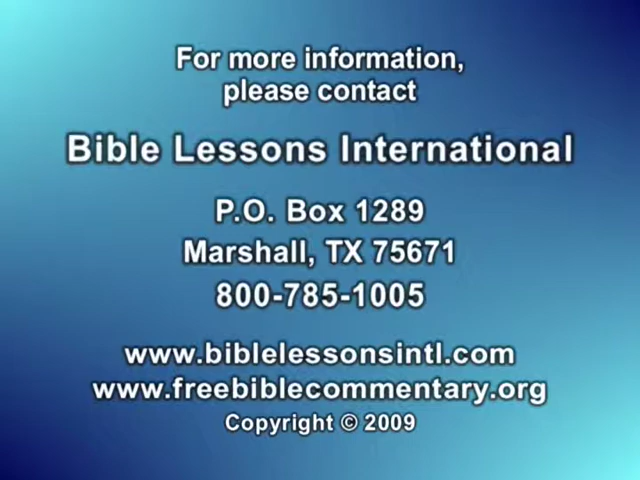 For more information,
please contact
Bible Lessons International
P.O. Box 1289
Marshall, TX 75671
800-785-1005
www.biblelessonsintl.com
www.freebiblecommentary.org
Copyright © 2009